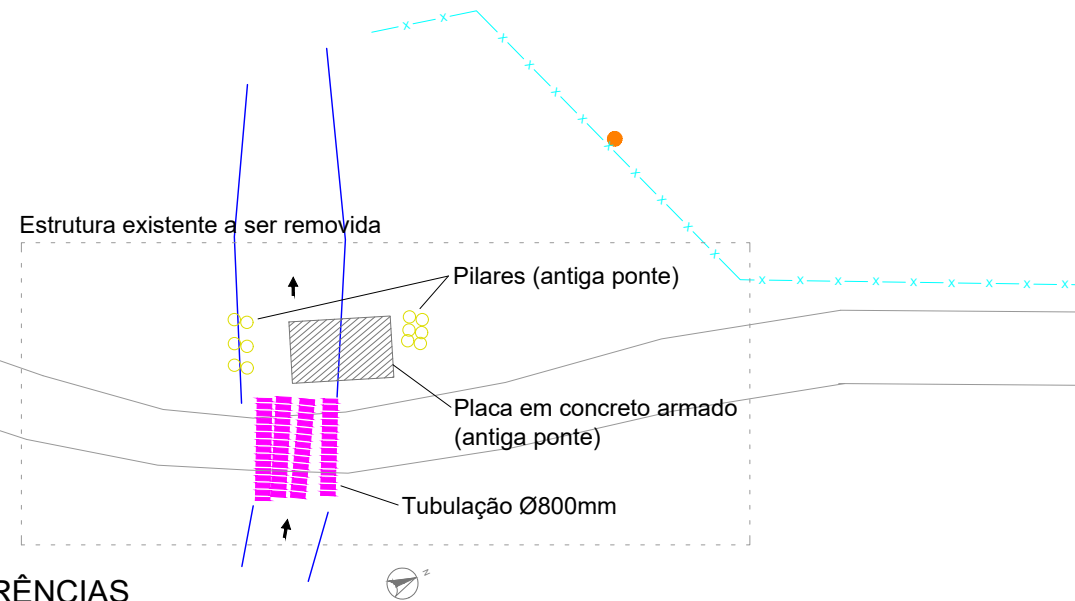 Estrutura existente a ser removida
Pilares (antiga ponte)
Placa em concreto armado
(antiga ponte)
Tubulação Ø800mm
N
RÊNCIAS